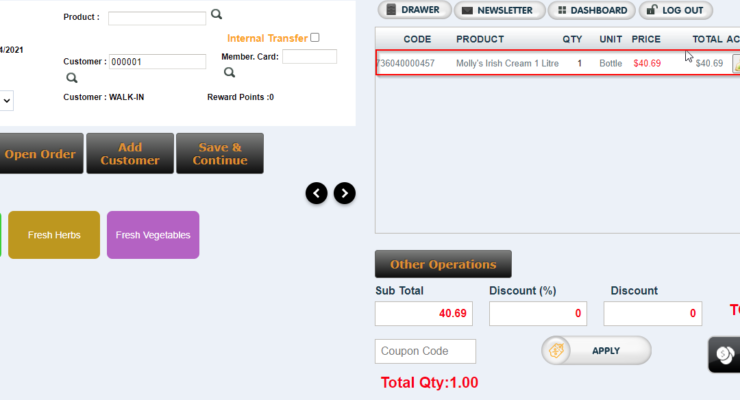 Product :
4/2021
Internal Transfer
Customer : 000001
Member. Card:
Customer : WALK-IN
Reward Points :0
Open Order
Add Customer
Save & Continue
Fresh Herbs
Fresh Vegetables
DRAWER
NEWSLETTER
DASHBOARD
LOG OUT
CODE PRODUCT QTY UNIT PRICE TOTAL AC
736040000457 Molly's Irish Cream 1 Litre 1 Bottle $40.69 $40.69
Other Operations
Sub Total Discount (%) Discount
40.69 0 0
Coupon Code
APPLY
Total Qty:1.00